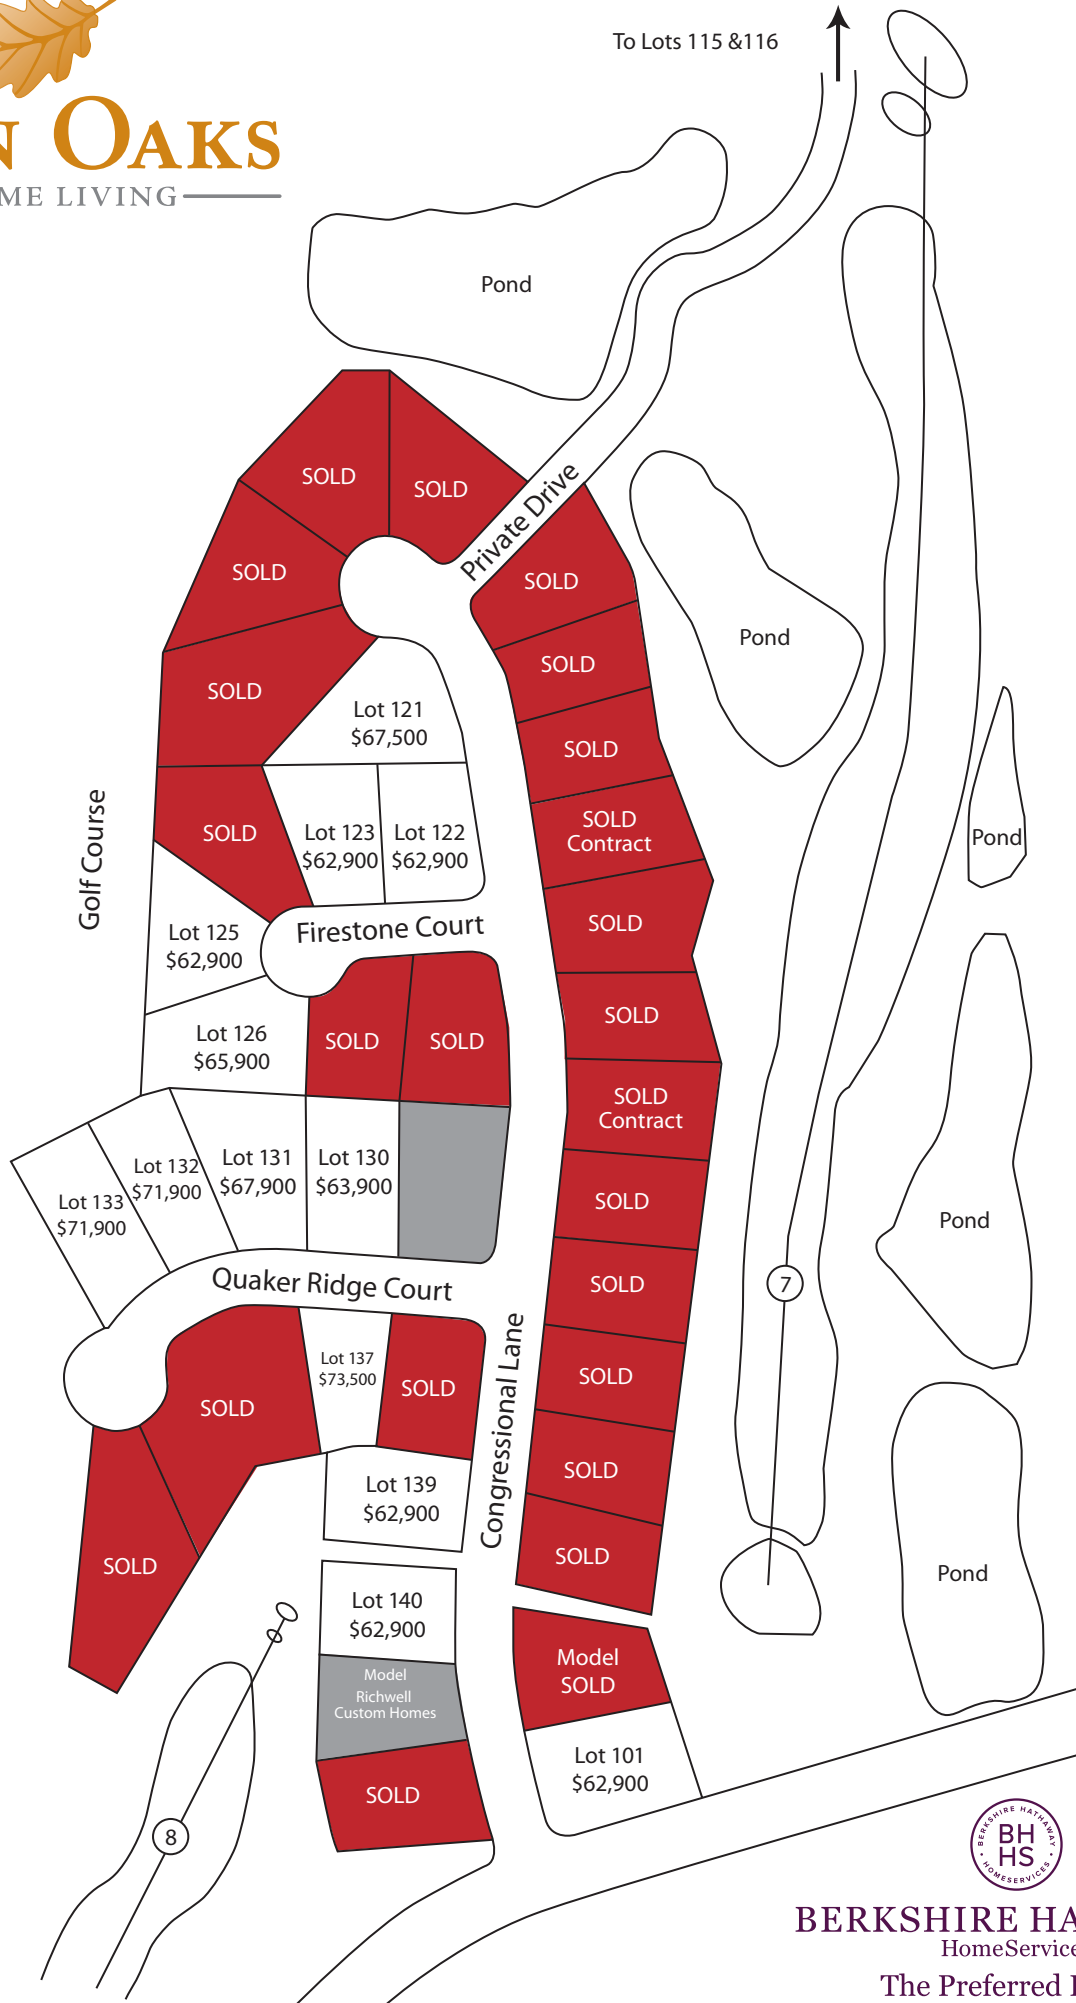 To Lots 115 &116
OAKS
LIVING
Pond
SOLD
SOLD
Private Drive
SOLD
SOLD
SOLD
Pond
SOLD
SOLD
Lot 121
$67,500
SOLD
Golf Course
SOLD
Lot 123
$62,900
Lot 122
$62,900
SOLD
Contract
Pond
Lot 125
$62,900
Firestone Court
SOLD
Lot 126
$65,900
SOLD
SOLD
SOLD
SOLD
Contract
Lot 133
$71,900
Lot 132
$71,900
Lot 131
$67,900
Lot 130
$63,900
SOLD
Pond
Quaker Ridge Court
SOLD
7
Lot 137
$73,500
SOLD
SOLD
SOLD
Congressional Lane
Lot 139
$62,900
SOLD
SOLD
SOLD
Pond
Lot 140
$62,900
Model
SOLD
Model
Richwell
Custom Homes
Lot 101
$62,900
SOLD
8
BERKSHIRE HATHAWAY
BH
HS
HOMESERVICES
BERKSHIRE
HomeService
The Preferred